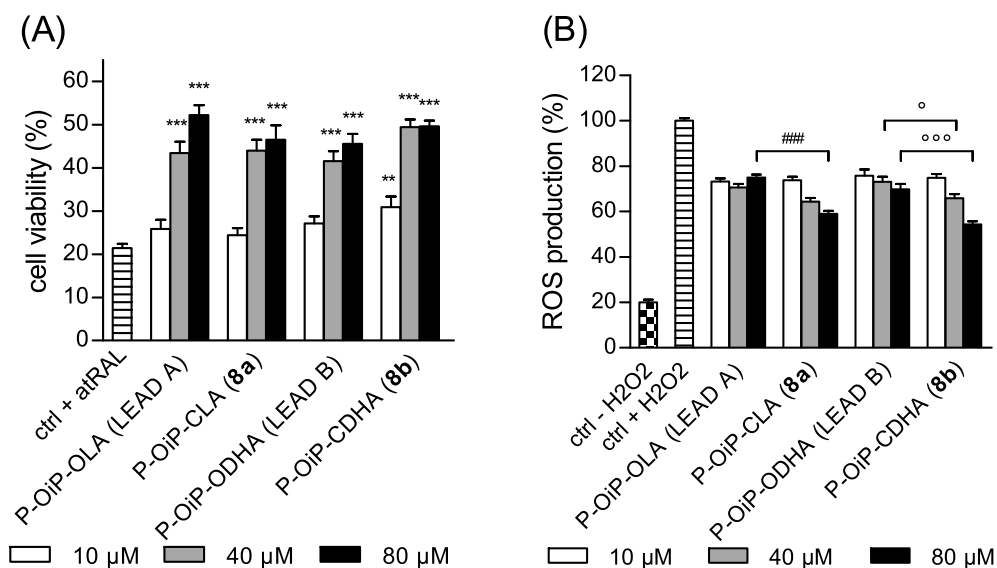 (A)
cell viability (%)
60
50
40
30
20
10
0
***
***
***
***
***
***
**
***
***
ctrl + atRAL
P-OiP-OLA (LEAD A)
P-OiP-CLA (8a)
P-OiP-ODHA (LEAD B)
P-OiP-CDHA (8b)
10 µM
40 µM
80 µM
(B)
ROS production (%)
120
100
80
60
40
20
0
##
°
°°°
ctrl - H2O2
ctrl + H2O2
P-OiP-OLA (LEAD A)
P-OiP-CLA (8a)
P-OiP-ODHA (LEAD B)
P-OiP-CDHA (8b)
10 µM
40 µM
80 µM